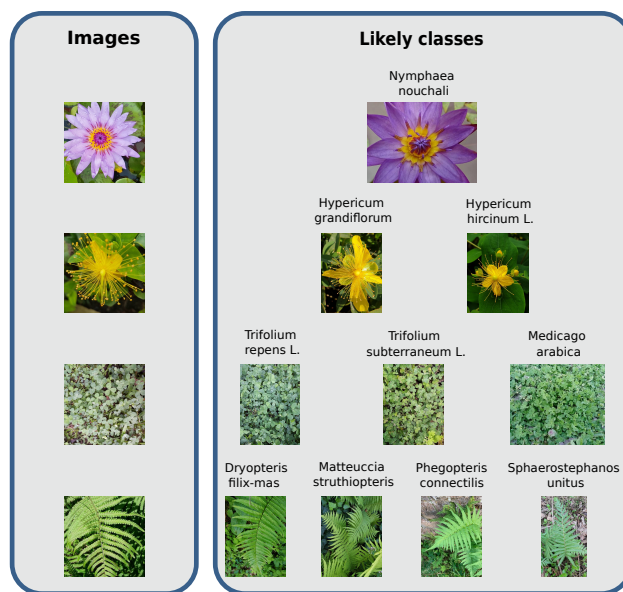 Images
Likely classes
Nymphaea
nouchali
Hypericum
grandiflorum
Hypericum
hircinum L.
Trifolium
repens L.
Trifolium
subterraneum L.
Medicago
arabica
Dryopteris
filix-mas
Matteuccia
struthiopteris
Phegopteris
connectilis
Sphaerostephanos
unitus